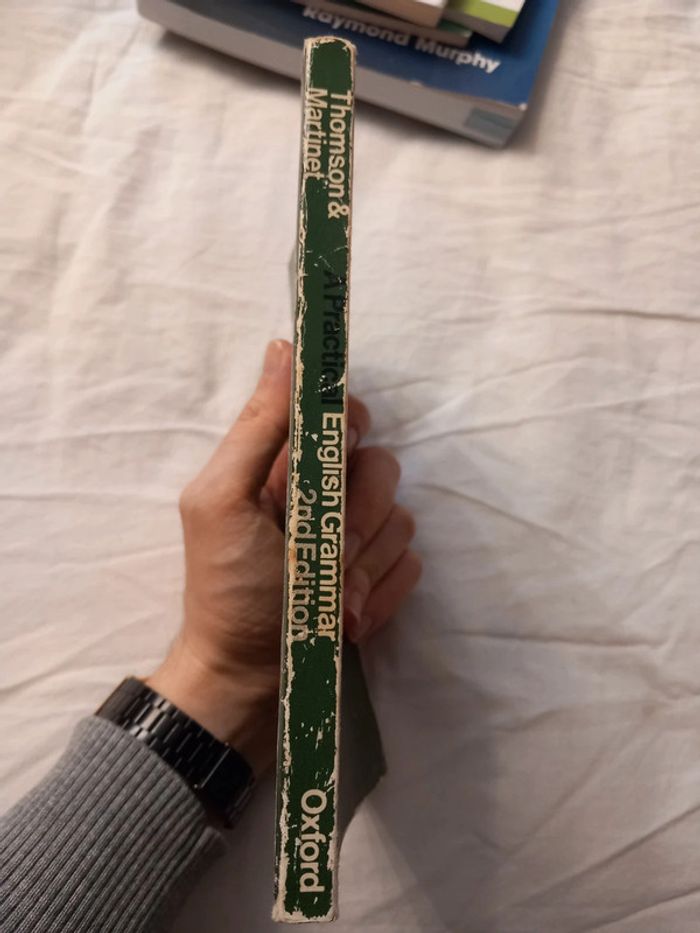 Raymond Murphy
Thomson &
Martinet
A Practical English Grammar
2nd Edition
Oxford